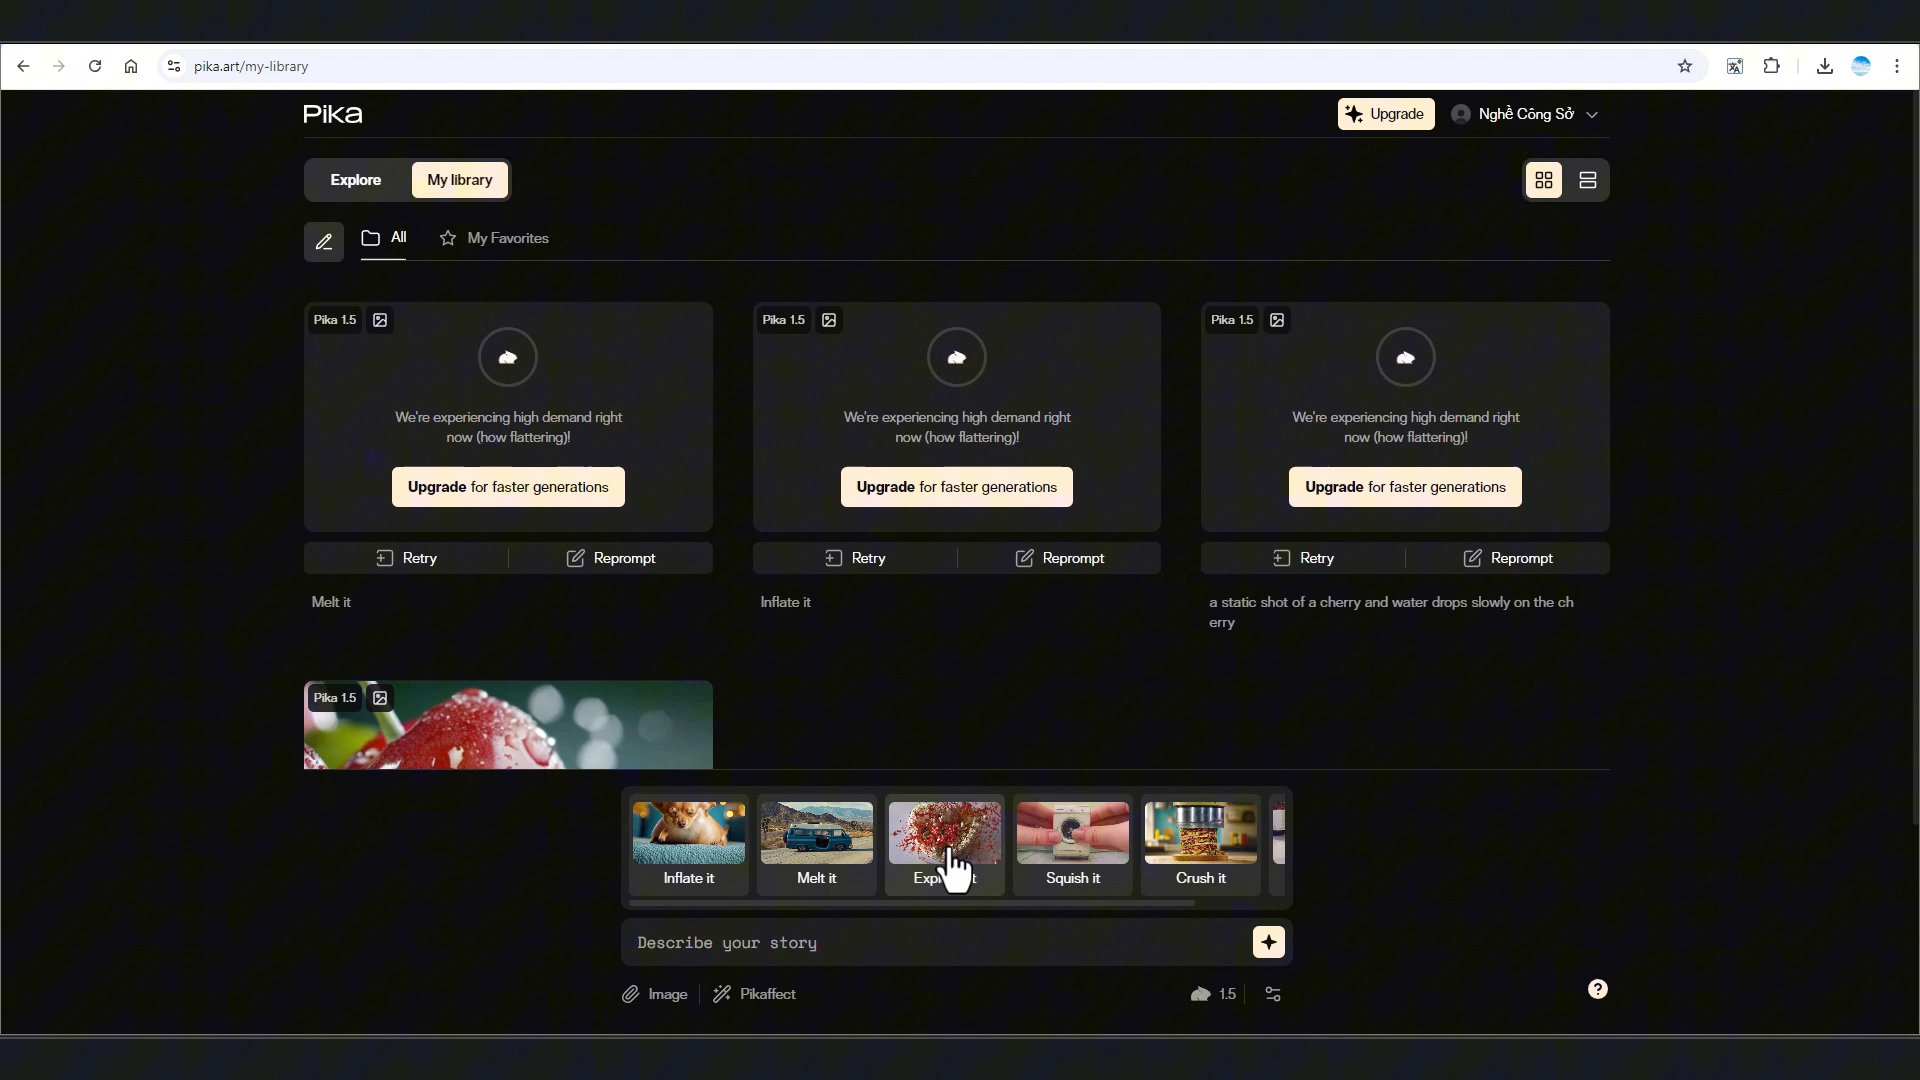 pika.art/my-library
Pika
Upgrade
Nghề Công Sở
Explore
My library
All
My Favorites
Pika 1.5
Pika 1.5
Pika 1.5
We're experiencing high demand right
now (how flattering)!
We're experiencing high demand right
now (how flattering)!
We're experiencing high demand right
now (how flattering)!
Upgrade for faster generations
Upgrade for faster generations
Upgrade for faster generations
Retry
Reprompt
Retry
Reprompt
Retry
Reprompt
Melt it
Inflate it
a static shot of a cherry and water drops slowly on the ch
erry
Pika 1.5
Inflate it
Melt it
Squish it
Crush it
Describe your story
Image
Pikaffect
1.5
?